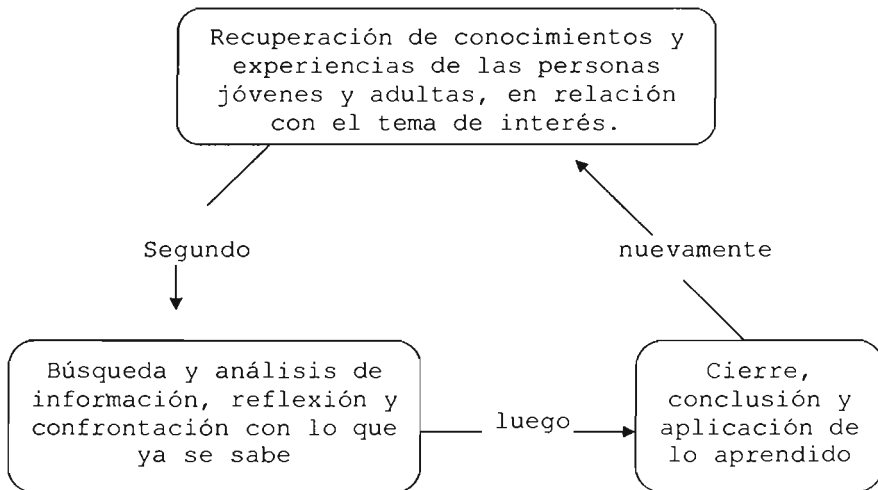 Recuperación de conocimientos y
experiencias de las personas
jóvenes y adultas, en relación
con el tema de interés.
Segundo
nuevamente
Búsqueda y análisis de
información, reflexión y
confrontación con lo que
ya se sabe
luego
Cierre,
conclusión y
aplicación de
lo aprendido